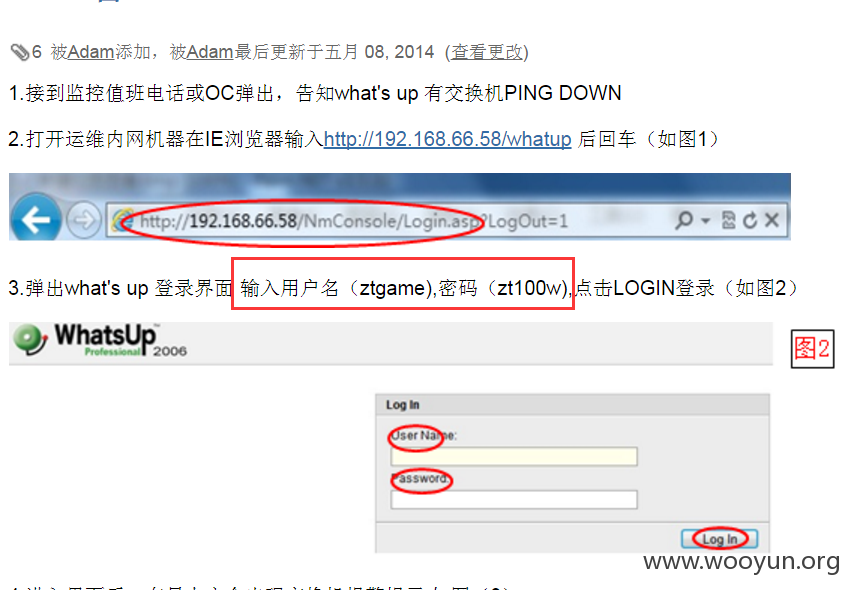 6 被Adam添加，被Adam最后更新于五月 08, 2014 (查看更改)
1.接到监控值班电话或OC弹出，告知what's up 有交换机PING DOWN
2.打开运维内网机器在IE浏览器输入http://192.168.66.58/whatup 后回车（如图1）
http://192.168.66.58/NmConsole/Login.asp?LogOut=1
3.弹出what's up 登录界面 输入用户名（ztgame),密码（zt100w),点击LOGIN登录（如图2）
WhatsUp
Professional 2006
图2
Log In
User Name:
Password:
Log In
www.wooyun.org